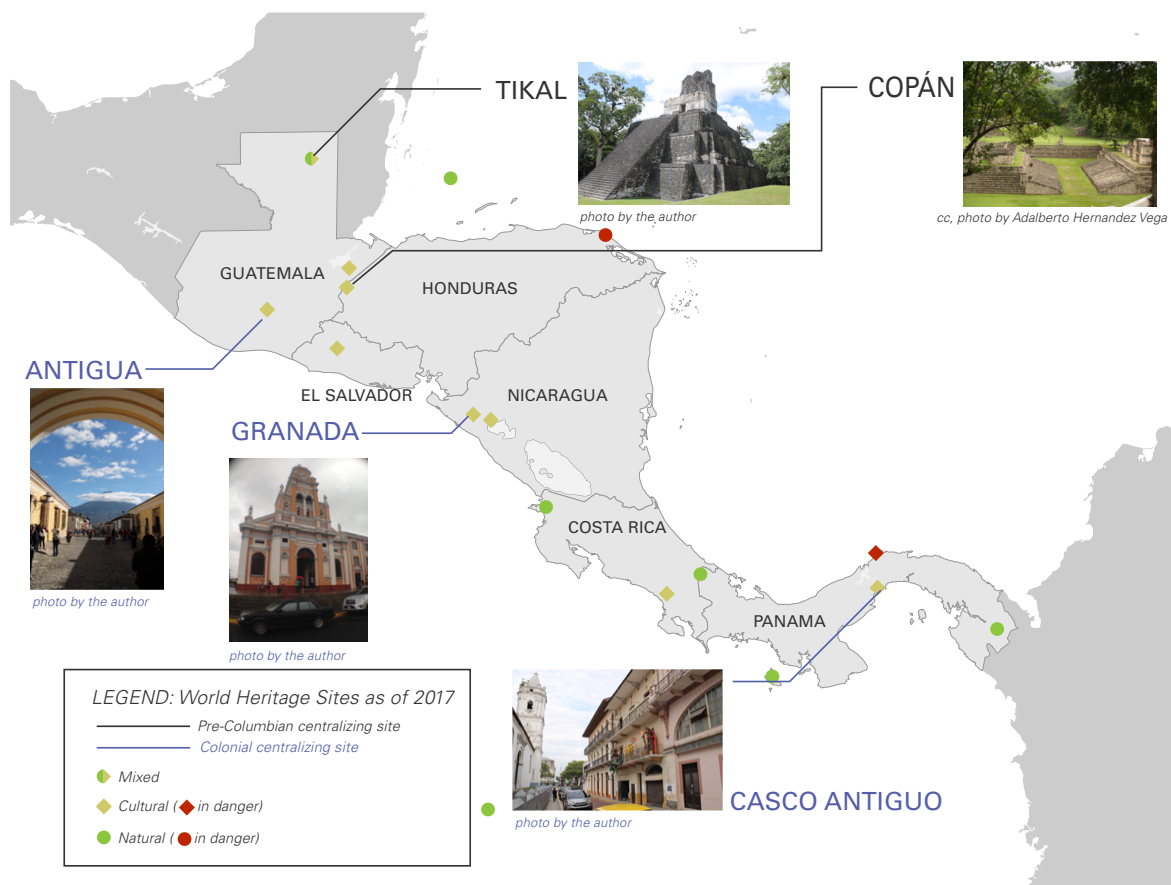 TIKAL
COPÁN
photo by the author
cc, photo by Adalberto Hernandez Vega
GUATEMALA
HONDURAS
ANTIGUA
EL SALVADOR
NICARAGUA
GRANADA
COSTA RICA
photo by the author
PANAMA
photo by the author
LEGEND: World Heritage Sites as of 2017
Pre-Columbian centralizing site
Colonial centralizing site
Mixed
Cultural ( in danger)
Natural ( in danger)
CASCO ANTIGUO
photo by the author